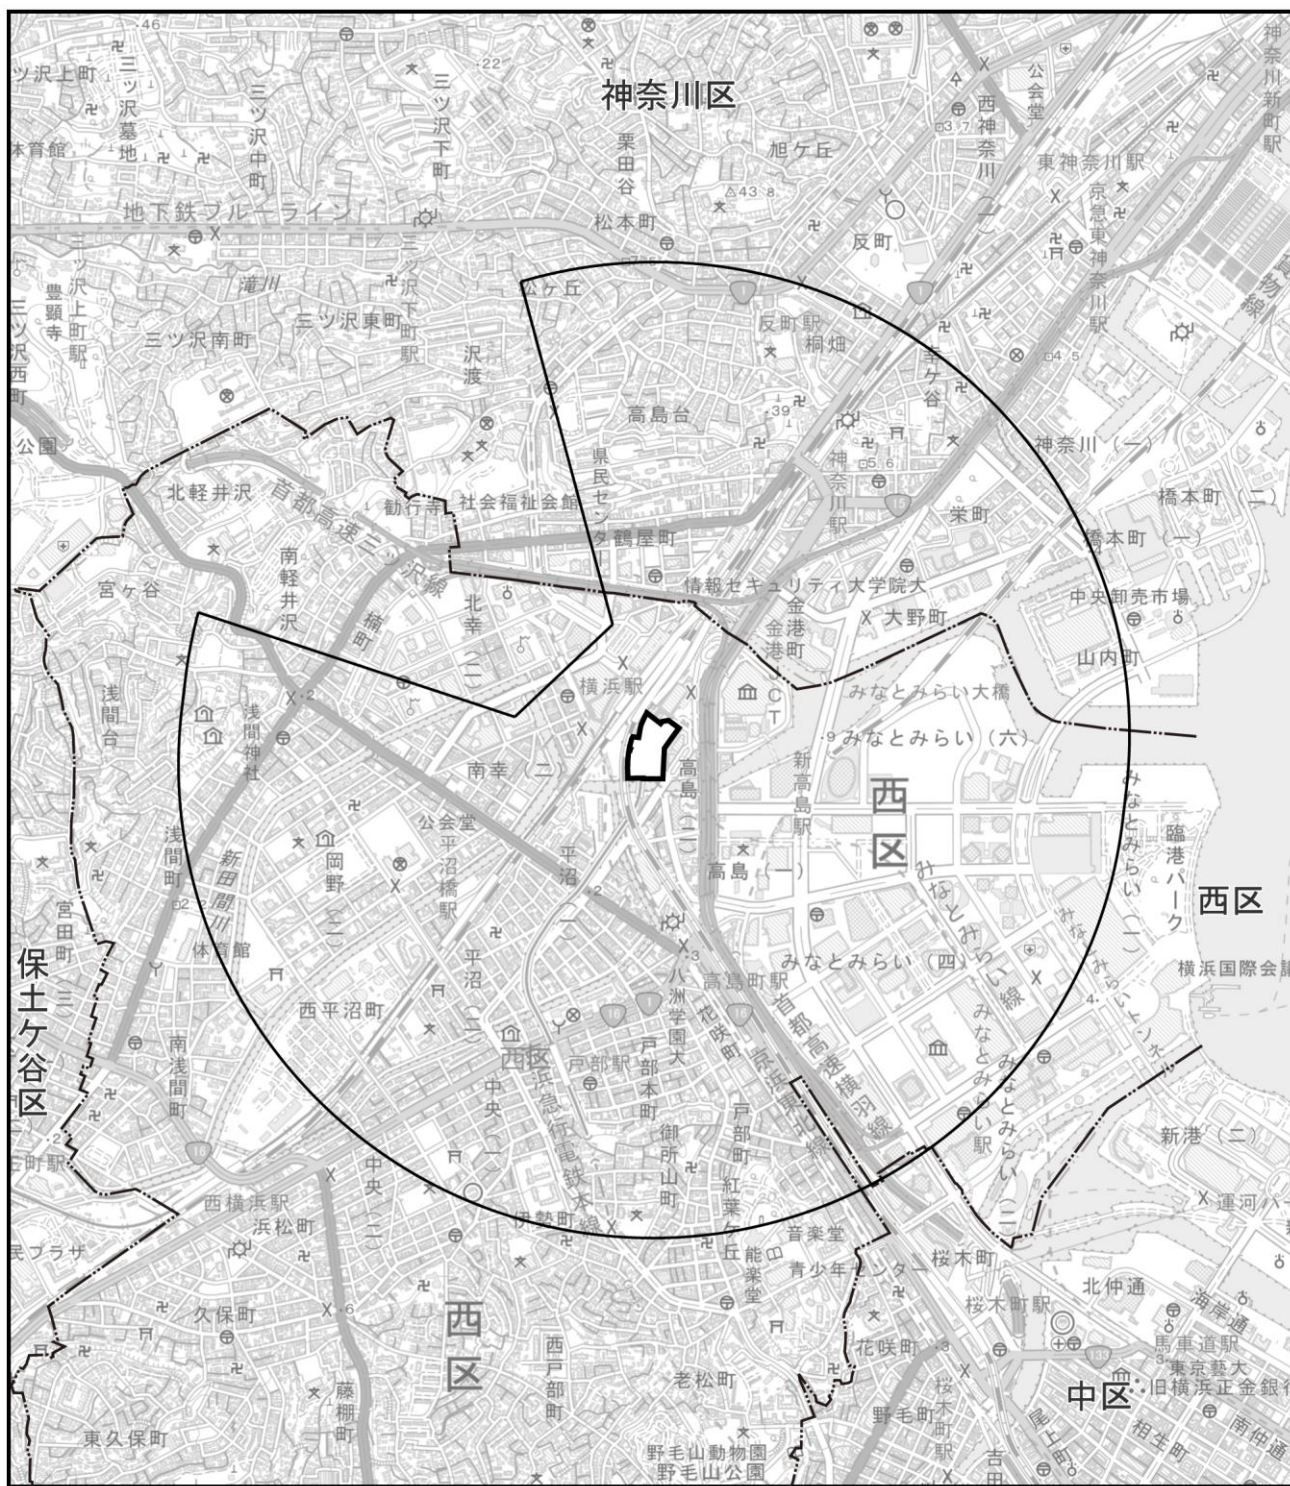 ・46
・22
神奈川区
三ツ沢墓地
三ツ沢中町
三ツ沢下町
栗田谷
旭ケ丘
西神奈川(一)
公会堂
神奈川新町駅
東神奈川駅
京急東神奈川駅
体育館
地下鉄ブルーライン
松本町
反町
三ツ沢上町駅
豊顕寺
滝川
三ツ沢下町駅
三ツ沢東町
三ツ沢南町
沢渡
反町駅
桐畑
幸ケ谷
高島台
・39
県民センタ
神奈川駅
神奈川(一)
公園
北軽井沢
首都高速三ツ沢線
勧行寺
社会福祉会館
鶴屋町
栄町
橋本町(二)
橋本町(一)
宮ヶ谷
南軽井沢
楠町
北幸(二)
情報セキュリティ大学院大
金港町
金港JCT
大野町
中央卸売市場
山内町
浅間台
浅間神社
横浜駅
みなとみらい大橋
みなとみらい(六)
南幸(二)
高島(二)
新高島駅
西区
みなとみらい(一)
臨港パーク
浅間町
新田間川
岡野(二)
公会堂
平沼橋駅
平沼(一)
高島(一)
西区
宮田町(三)
体育館
平沼(二)
みなとみらい(四)
みなとみらい線
横浜国際会議
保土ケ谷区
西平沼町
高島町駅
八洲学園大
花咲町
首都高速横羽線
みなとみらいトンネル
南浅間町
西区
戸部駅
戸部本町
みなとみらい駅
みなとみらい(二)
新港(二)
中央(一)
京浜急行電鉄本線
御所山町
戸部町
紅葉ケ丘
西横浜駅
浜松町
中央(二)
伊勢町
音楽堂
能楽堂
青少年センター
桜木町
運河パーク
民プラザ
北仲通
海岸通
桜木町駅
久保町
西区
西戸部町
花咲町
馬車道駅
東京藝大
旧横浜正金銀行
中区
老松町
藤棚町
東久保町
野毛町
桜木町駅
尾上町
相生町
南仲通
野毛山動物園
野毛山公園
吉田